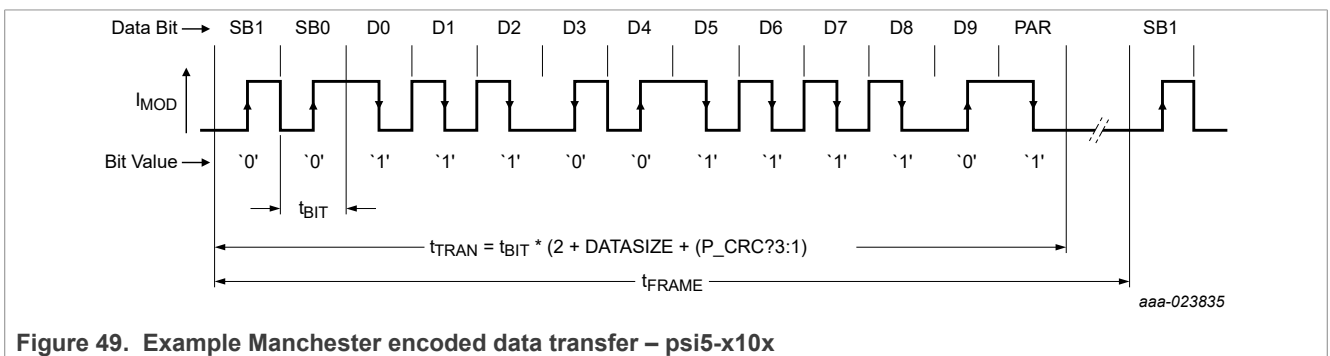 Data Bit SB1 SB0 D0 D1 D2 D3 D4 D5 D6 D7 D8 D9 PAR SB1
IMOD
Bit Value `0' `0' `1' `1' `1' `0' `0' `1' `1' `1' `1' `0' `1'
tBIT
tTRAN = tBIT * (2 + DATASIZE + (P_CRC?3:1)
tFRAME
aaa-023835
Figure 49. Example Manchester encoded data transfer – psi5-x10x